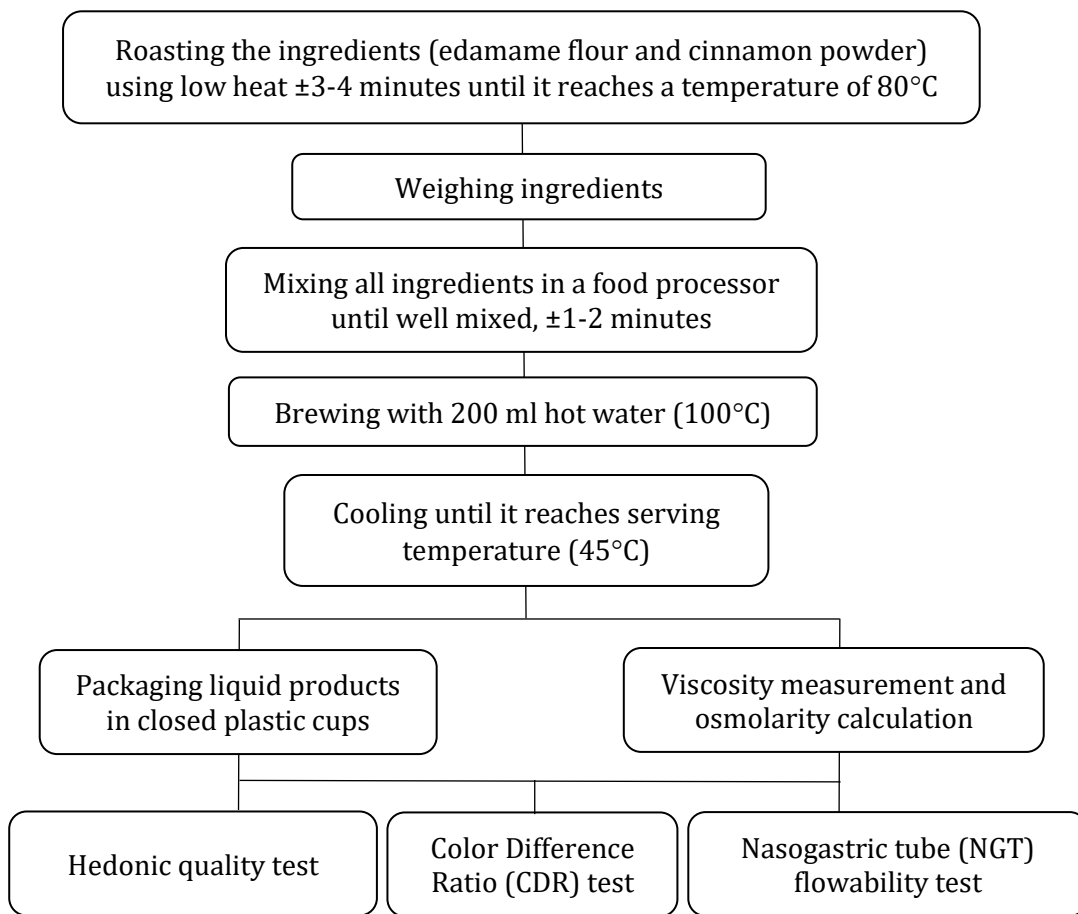 Roasting the ingredients (edamame flour and cinnamon powder)
using low heat ±3-4 minutes until it reaches a temperature of 80°C
Weighing ingredients
Mixing all ingredients in a food processor
until well mixed, ±1-2 minutes
Brewing with 200 ml hot water (100°C)
Cooling until it reaches serving
temperature (45°C)
Packaging liquid products
in closed plastic cups
Viscosity measurement and
osmolarity calculation
Hedonic quality test
Color Difference
Ratio (CDR) test
Nasogastric tube (NGT)
flowability test